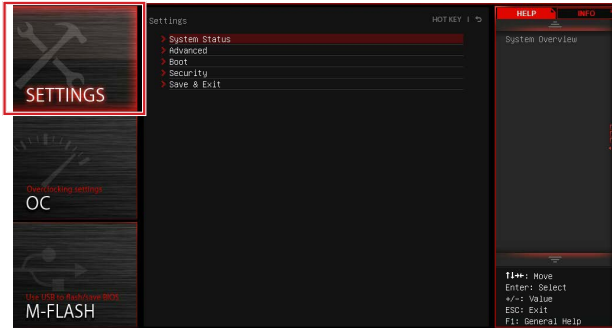 SETTINGS
Overclocking settings
OC
Use USB to flash/save BIOS
M-FLASH
Settings
HOT KEY | ↶
> System Status
> Advanced
> Boot
> Security
> Save & Exit
HELP
INFO
System Overview
↑↓→←: Move
Enter: Select
+/-: Value
ESC: Exit
F1: General Help